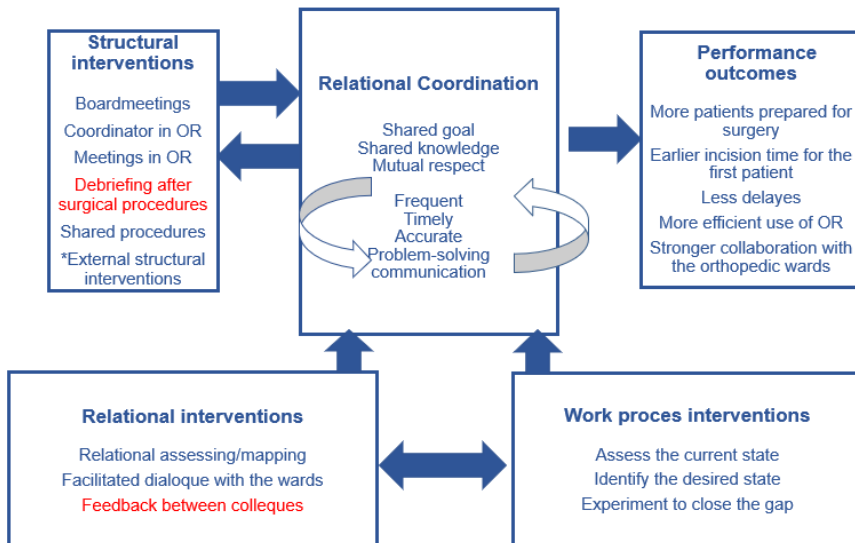 Structural
interventions
Boardmeetings
Coordinator in OR
Meetings in OR
Debriefing after
surgical procedures
Shared procedures
*External structural
interventions
Relational Coordination
Shared goal
Shared knowledge
Mutual respect
Frequent
Timely
Accurate
Problem-solving
communication
Performance
outcomes
More patients prepared for
surgery
Earlier incision time for the
first patient
Less delayes
More efficient use of OR
Stronger collaboration with
the orthopedic wards
Relational interventions
Relational assessing/mapping
Facilitated dialoque with the wards
Feedback between colleques
Work proces interventions
Assess the current state
Identify the desired state
Experiment to close the gap